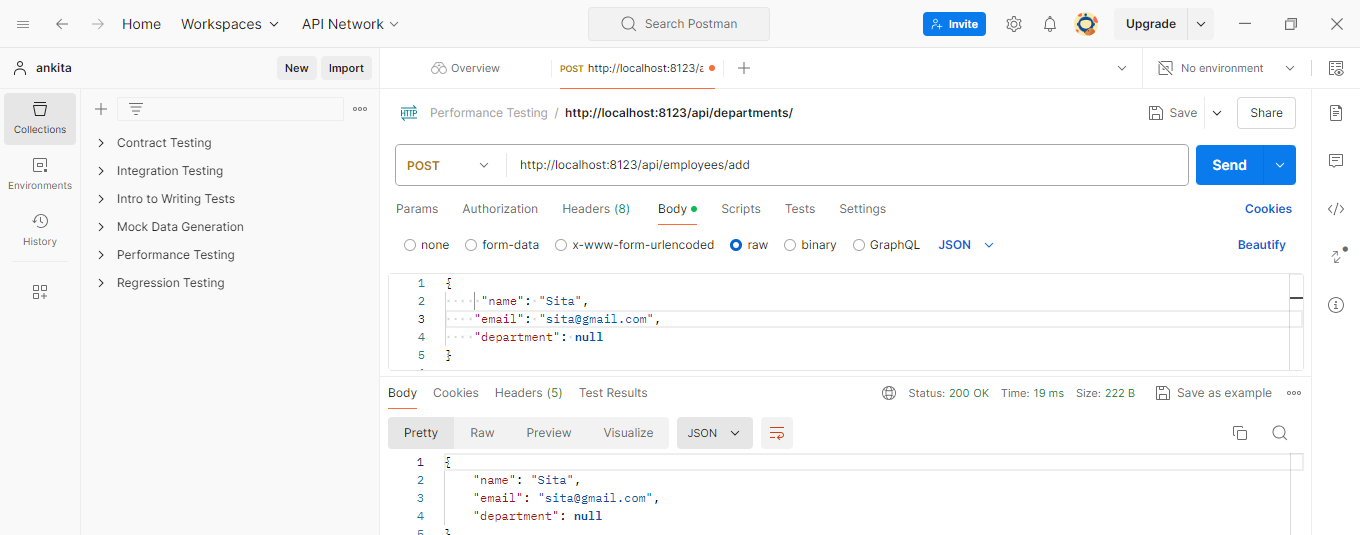 Home Workspaces API Network Search Postman Invite Upgrade
ankita New Import Overview POST http://localhost:8123/a No environment
Collections
Environments
History
Contract Testing
Integration Testing
Intro to Writing Tests
Mock Data Generation
Performance Testing
Regression Testing
HTTP Performance Testing / http://localhost:8123/api/departments/ Save Share
POST http://localhost:8123/api/employees/add Send
Params Authorization Headers (8) Body Scripts Tests Settings Cookies
none form-data x-www-form-urlencoded raw binary GraphQL JSON Beautify
1 {
2 "name": "Sita",
3 "email": "sita@gmail.com",
4 "department": null
5 }
Body Cookies Headers (5) Test Results Status: 200 OK Time: 19 ms Size: 222 B Save as example
Pretty Raw Preview Visualize JSON
1 {
2 "name": "Sita",
3 "email": "sita@gmail.com",
4 "department": null
5 }